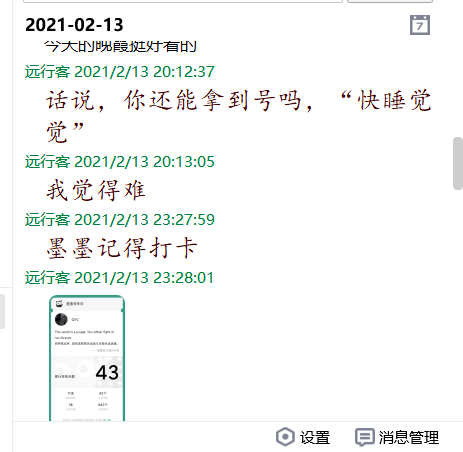 2021-02-13
7
今天的晚霞挺好看的
远行客 2021/2/13 20:12:37
话说，你还能拿到号吗，“快睡觉
觉”
远行客 2021/2/13 20:13:05
我觉得难
远行客 2021/2/13 23:27:59
墨墨记得打卡
远行客 2021/2/13 23:28:01
43
设置
消息管理